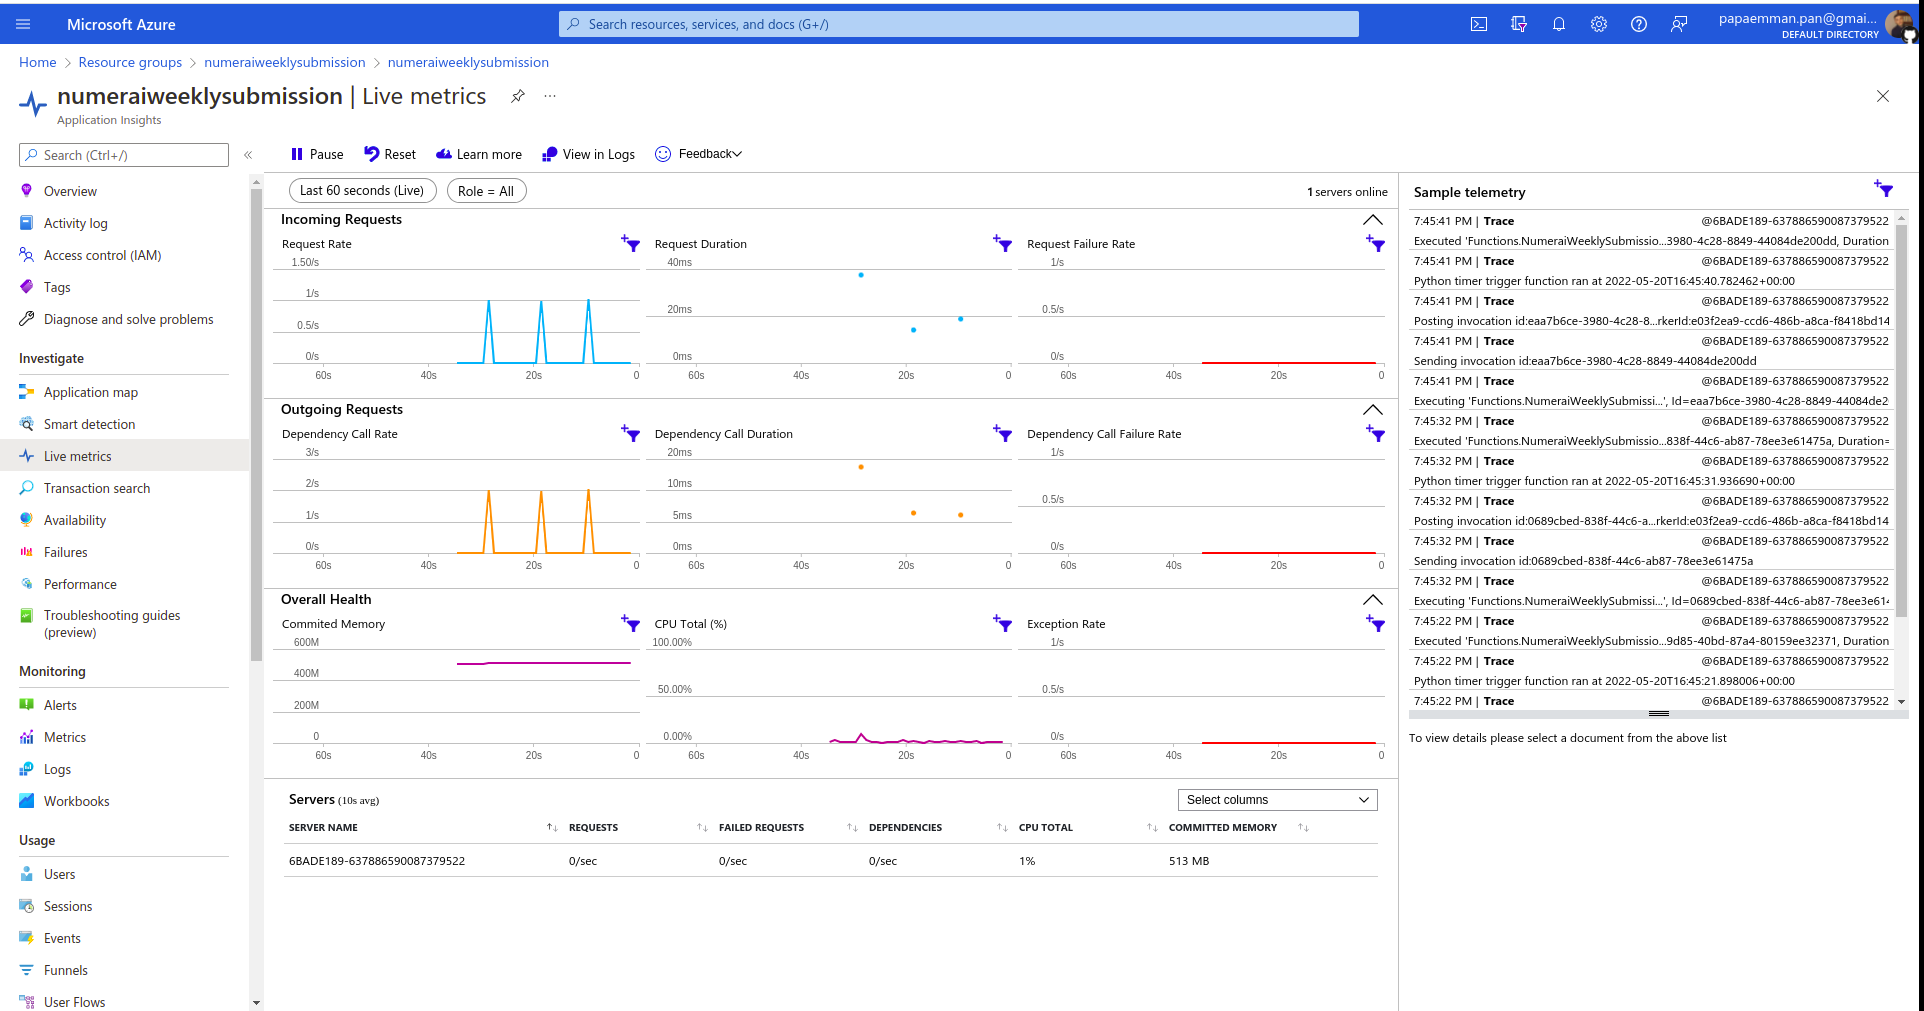 Microsoft Azure
Search resources, services, and docs (G+/)
papaemman.pan@gmai...
DEFAULT DIRECTORY
Home > Resource groups > numeraiweeklysubmission > numeraiweeklysubmission
numeraiweeklysubmission | Live metrics
Application Insights
Search (Ctrl+/)
Overview
Activity log
Access control (IAM)
Tags
Diagnose and solve problems
Investigate
Application map
Smart detection
Live metrics
Transaction search
Availability
Failures
Performance
Troubleshooting guides
(preview)
Monitoring
Alerts
Metrics
Logs
Workbooks
Usage
Users
Sessions
Events
Funnels
User Flows
Pause Reset Learn more View in Logs Feedback
Last 60 seconds (Live) Role = All 1 servers online
Incoming Requests
Request Rate
1.50/s
1/s
0.5/s
0/s
60s 40s 20s 0
Request Duration
40ms
20ms
0ms
60s 40s 20s 0
Request Failure Rate
1/s
0.5/s
0/s
60s 40s 20s 0
Outgoing Requests
Dependency Call Rate
3/s
2/s
1/s
0/s
60s 40s 20s 0
Dependency Call Duration
20ms
10ms
5ms
0ms
60s 40s 20s 0
Dependency Call Failure Rate
1/s
0.5/s
0/s
60s 40s 20s 0
Overall Health
Commited Memory
600M
400M
200M
0
60s 40s 20s 0
CPU Total (%)
100.00%
50.00%
0.00%
60s 40s 20s 0
Exception Rate
1/s
0.5/s
0/s
60s 40s 20s 0
Servers (10s avg)
Select columns
SERVER NAME REQUESTS FAILED REQUESTS DEPENDENCIES CPU TOTAL COMMITTED MEMORY
6BADE189-637886590087379522 0/sec 0/sec 0/sec 1% 513 MB
Sample telemetry
7:45:41 PM | Trace @6BADE189-637886590087379522
Executed 'Functions.NumeraiWeeklySubmissio...3980-4c28-8849-44084de200dd, Duration
7:45:41 PM | Trace @6BADE189-637886590087379522
Python timer trigger function ran at 2022-05-20T16:45:40.782462+00:00
7:45:41 PM | Trace @6BADE189-637886590087379522
Posting invocation id:eaa7b6ce-3980-4c28-8...rkerId:e03f2ea9-ccd6-486b-a8ca-f8418bd14
7:45:41 PM | Trace @6BADE189-637886590087379522
Sending invocation id:eaa7b6ce-3980-4c28-8849-44084de200dd
7:45:41 PM | Trace @6BADE189-637886590087379522
Executing 'Functions.NumeraiWeeklySubmissi...', Id=eaa7b6ce-3980-4c28-8849-44084de2
7:45:32 PM | Trace @6BADE189-637886590087379522
Executed 'Functions.NumeraiWeeklySubmissio...838f-44c6-ab87-78ee3e61475a, Duration=
7:45:32 PM | Trace @6BADE189-637886590087379522
Python timer trigger function ran at 2022-05-20T16:45:31.936690+00:00
7:45:32 PM | Trace @6BADE189-637886590087379522
Posting invocation id:0689cbed-838f-44c6-a...rkerId:e03f2ea9-ccd6-486b-a8ca-f8418bd14
7:45:32 PM | Trace @6BADE189-637886590087379522
Sending invocation id:0689cbed-838f-44c6-ab87-78ee3e61475a
7:45:32 PM | Trace @6BADE189-637886590087379522
Executing 'Functions.NumeraiWeeklySubmissi...', Id=0689cbed-838f-44c6-ab87-78ee3e614
7:45:22 PM | Trace @6BADE189-637886590087379522
Executed 'Functions.NumeraiWeeklySubmissio...9d85-40bd-87a4-80159ee32371, Duration
7:45:22 PM | Trace @6BADE189-637886590087379522
Python timer trigger function ran at 2022-05-20T16:45:21.898006+00:00
7:45:22 PM | Trace @6BADE189-637886590087379522
To view details please select a document from the above list